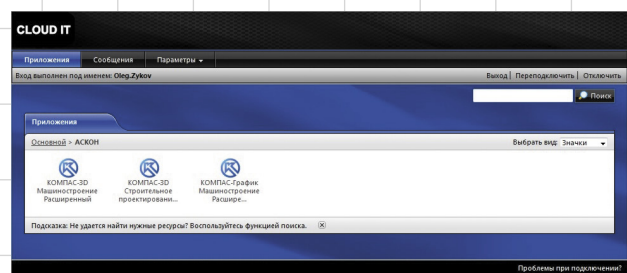 CLOUD IT
Приложения Сообщения Параметры
Вход выполнен под именем: Oleg.Zykov Выход | Переподключить | Отключить
Поиск
Приложения
Основной > АСКОН Выбрать вид: Значки
КОМПАС-3D Машиностроение Расширенный
КОМПАС-3D Строительное проектировани...
КОМПАС-График Машиностроение Расшире...
Подсказка: Не удается найти нужные ресурсы? Воспользуйтесь функцией поиска.
Проблемы при подключении?